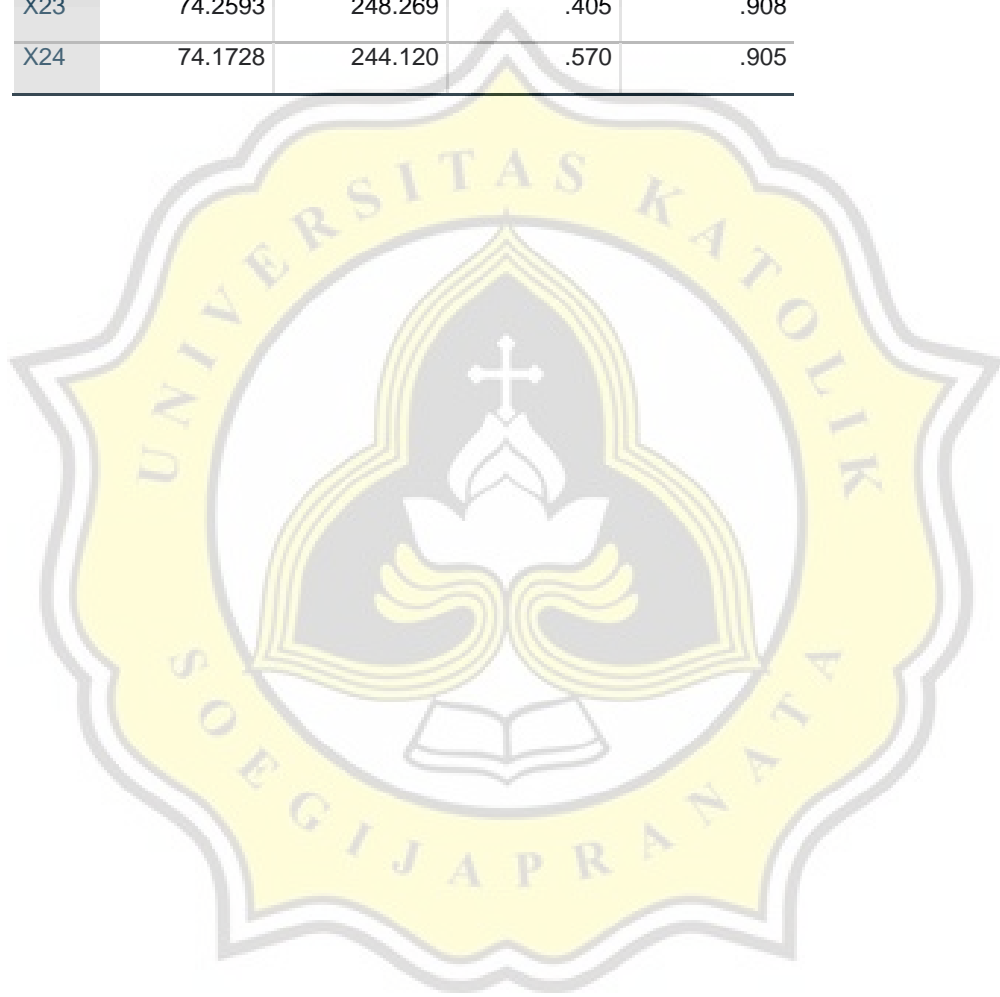 X23 74.2593 248.269 .405 .908
X24 74.1728 244.120 .570 .905
UNIVERSITAS KATOLIK
SOEGIJAPRANATA